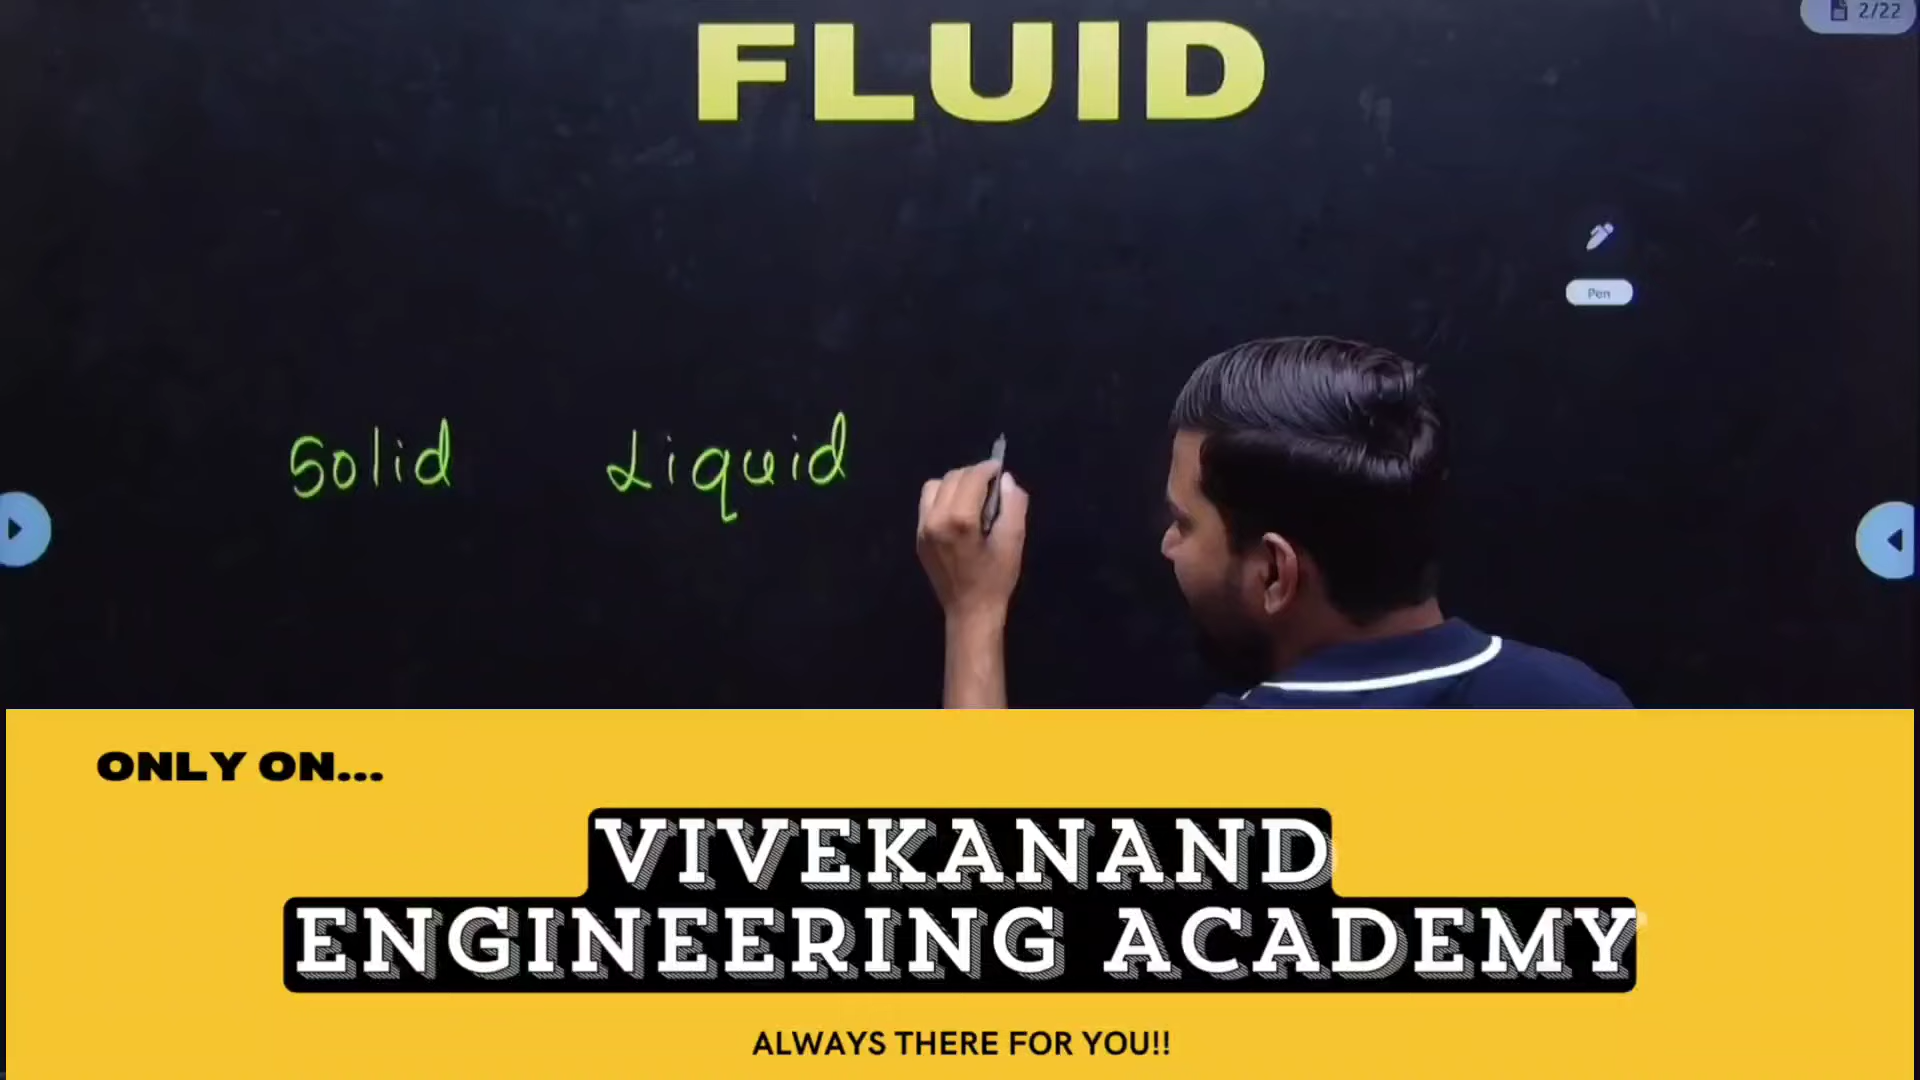 2/22
FLUID
Pen
Solid Liquid
ONLY ON...
VIVEKANAND
ENGINEERING ACADEMY
ALWAYS THERE FOR YOU!!